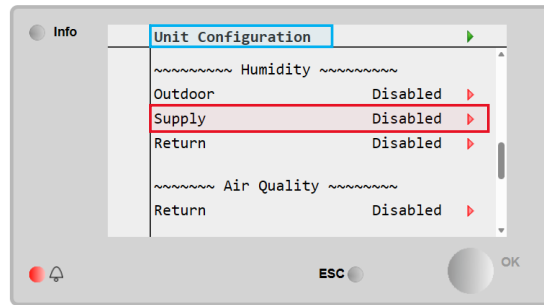 Info
Unit Configuration
~~~~~~~~~ Humidity ~~~~~~~~~
Outdoor Disabled
Supply Disabled
Return Disabled
~~~~~~~ Air Quality ~~~~~~~~
Return Disabled
ESC
OK